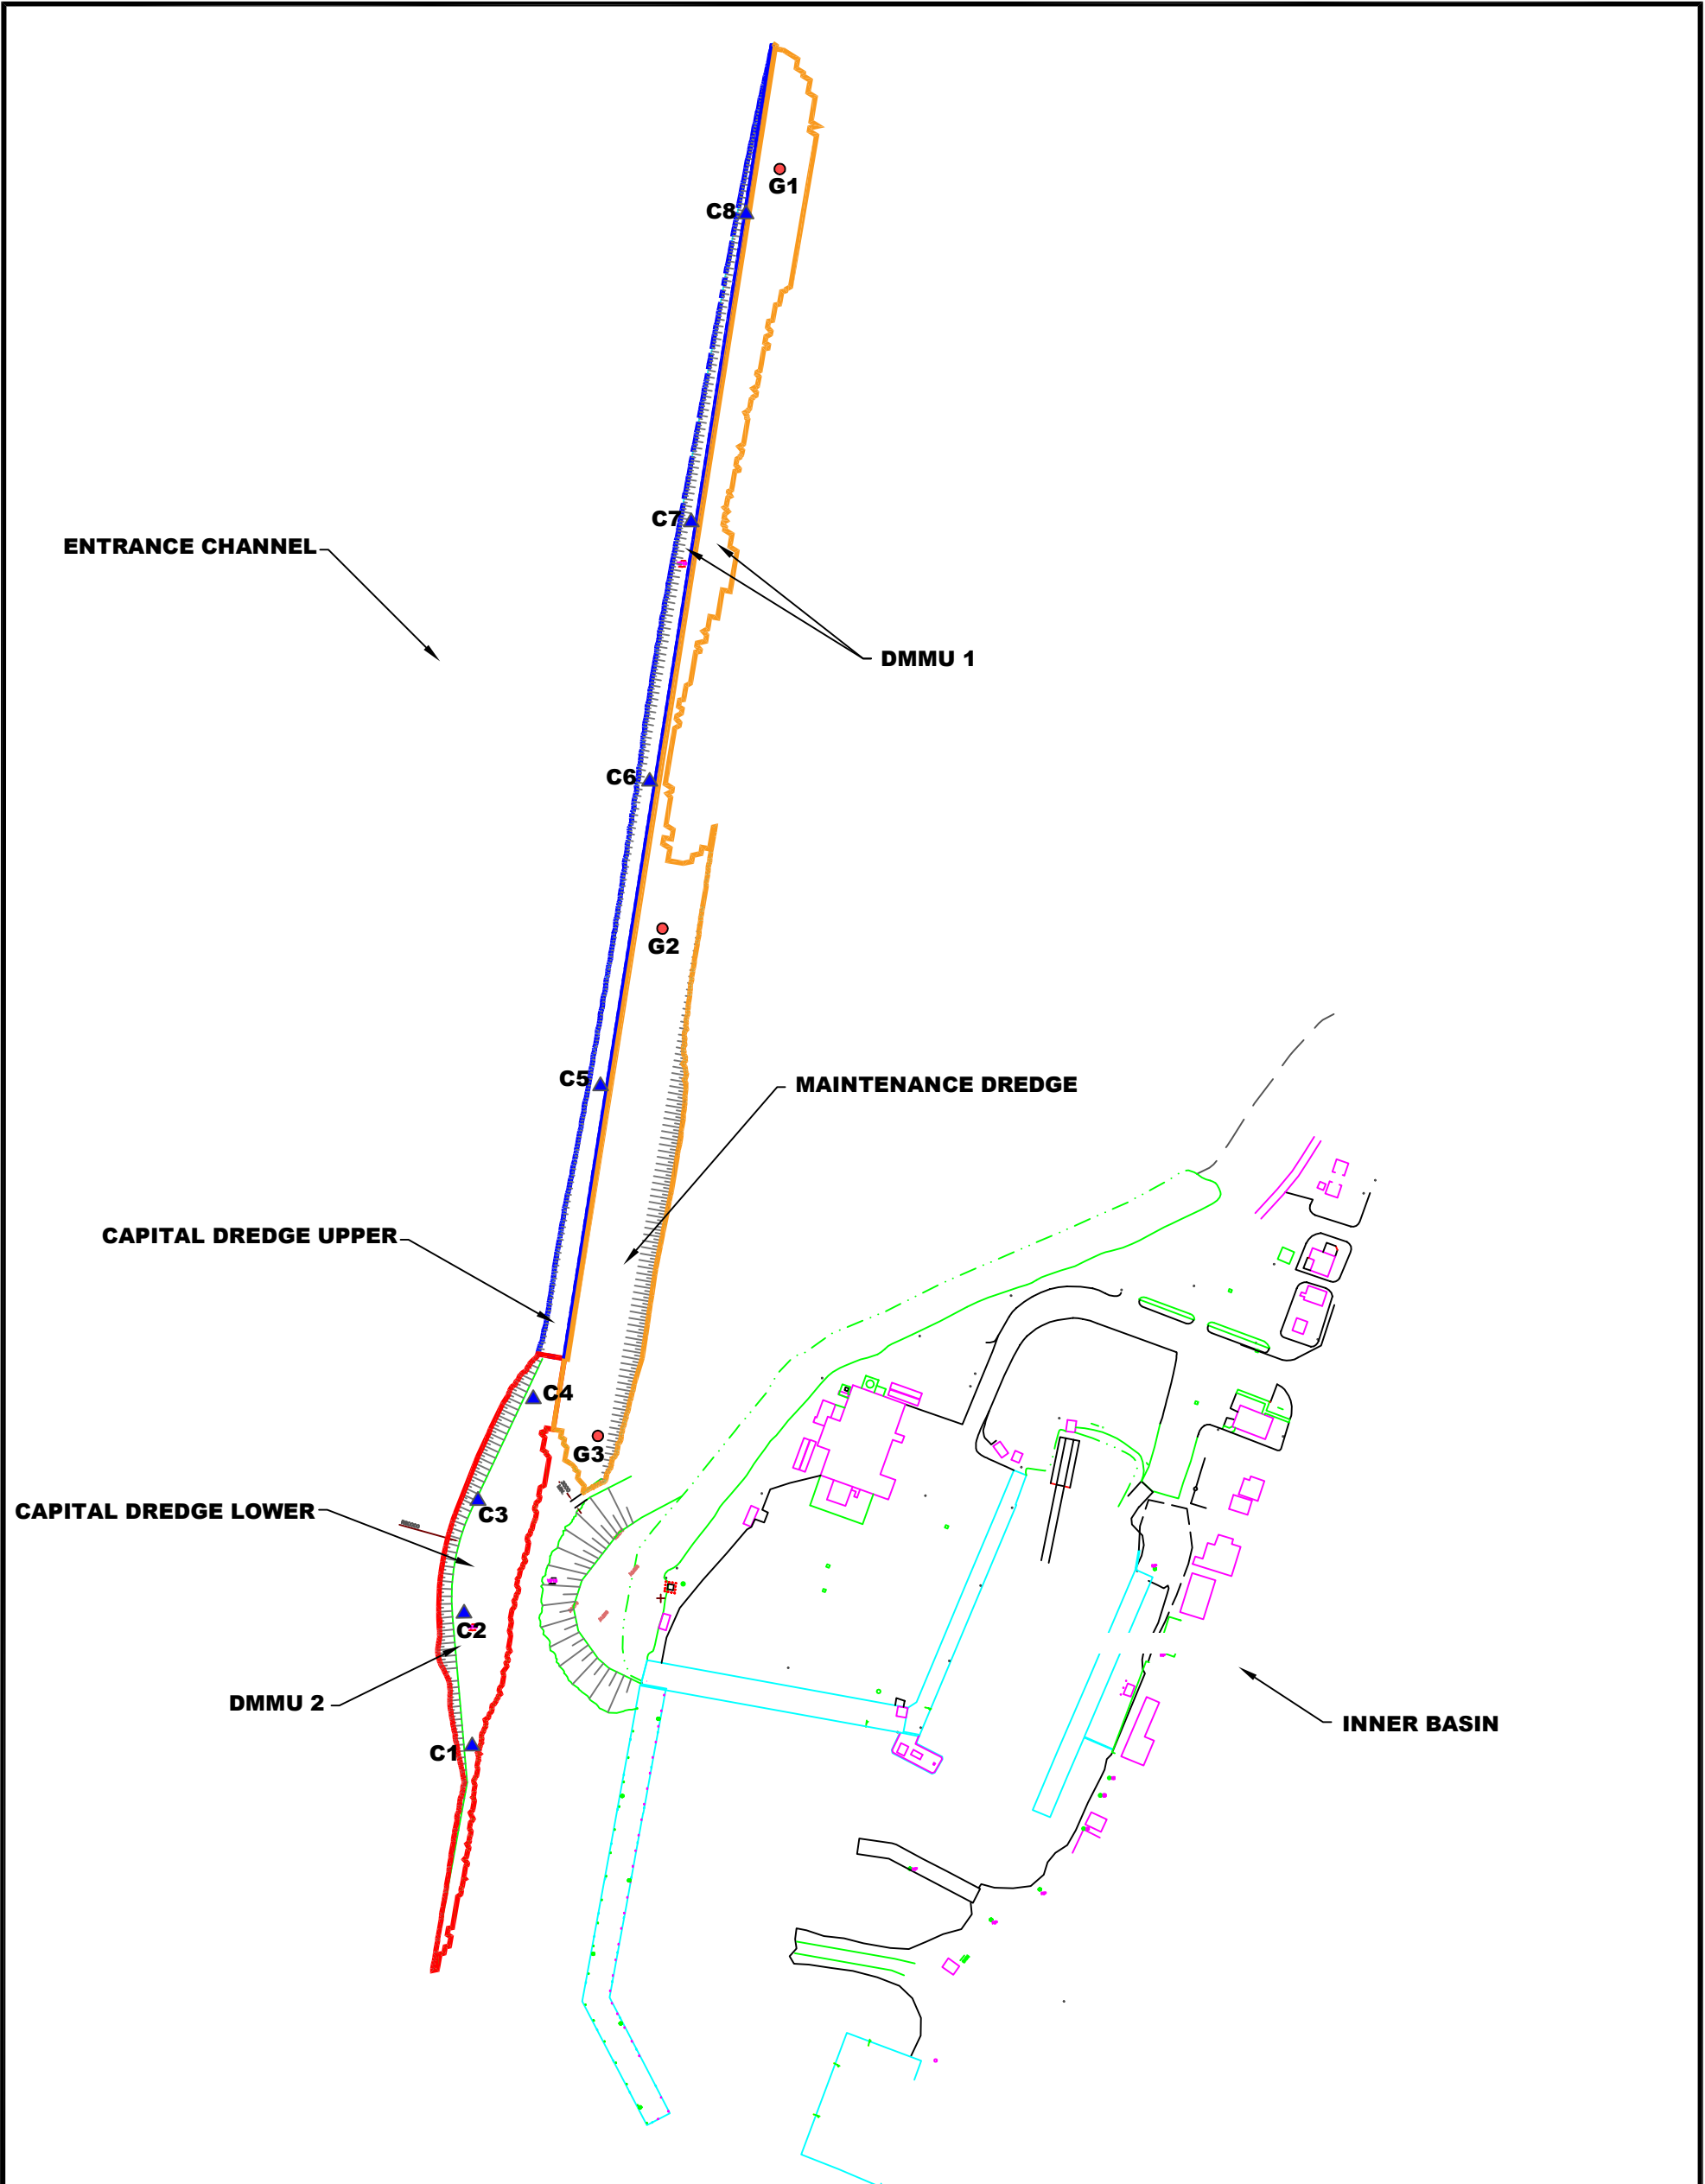 G1
C8
C7
ENTRANCE CHANNEL
DMMU 1
C6
G2
C5
MAINTENANCE DREDGE
CAPITAL DREDGE UPPER
C4
G3
C3
CAPITAL DREDGE LOWER
C2
DMMU 2
INNER BASIN
C1